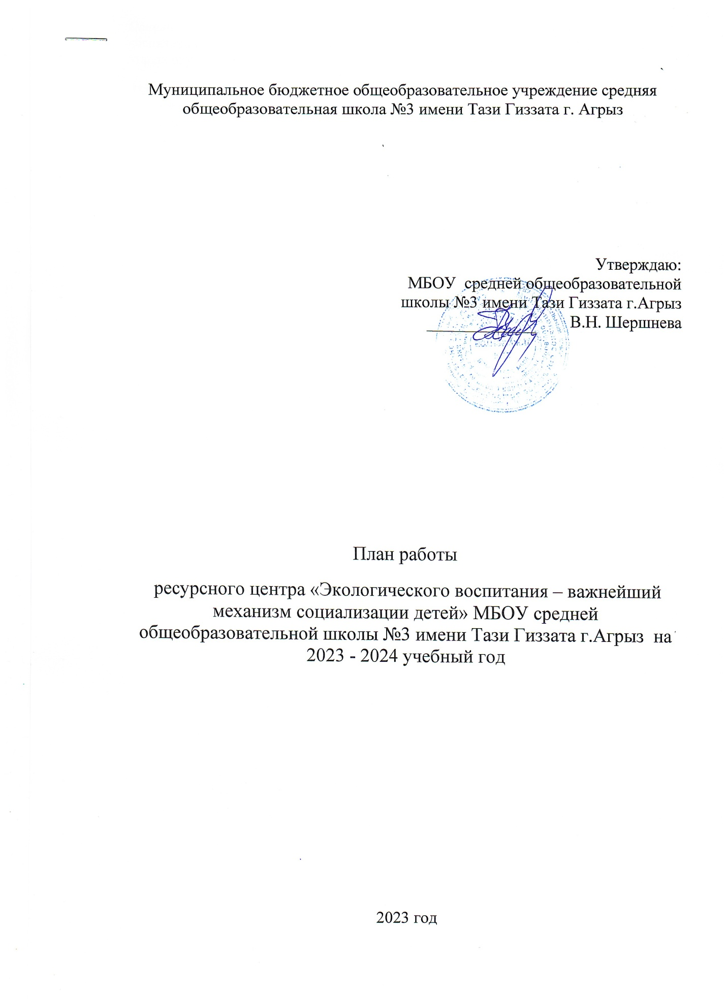 Муниципальное бюджетное общеобразовательное учреждение средняя
общеобразовательная школа №3 имени Тази Гиззата г. Агрыз
Утверждаю:
МБОУ  средней общеобразовательной
школы №3 имени Тази Гиззата г.Агрыз
В.Н. Шершнева
План работы
ресурсного центра «Экологического воспитания – важнейший
механизм социализации детей» МБОУ средней
общеобразовательной школы №3 имени Тази Гиззата г.Агрыз  на
2023 - 2024 учебный год
2023 год